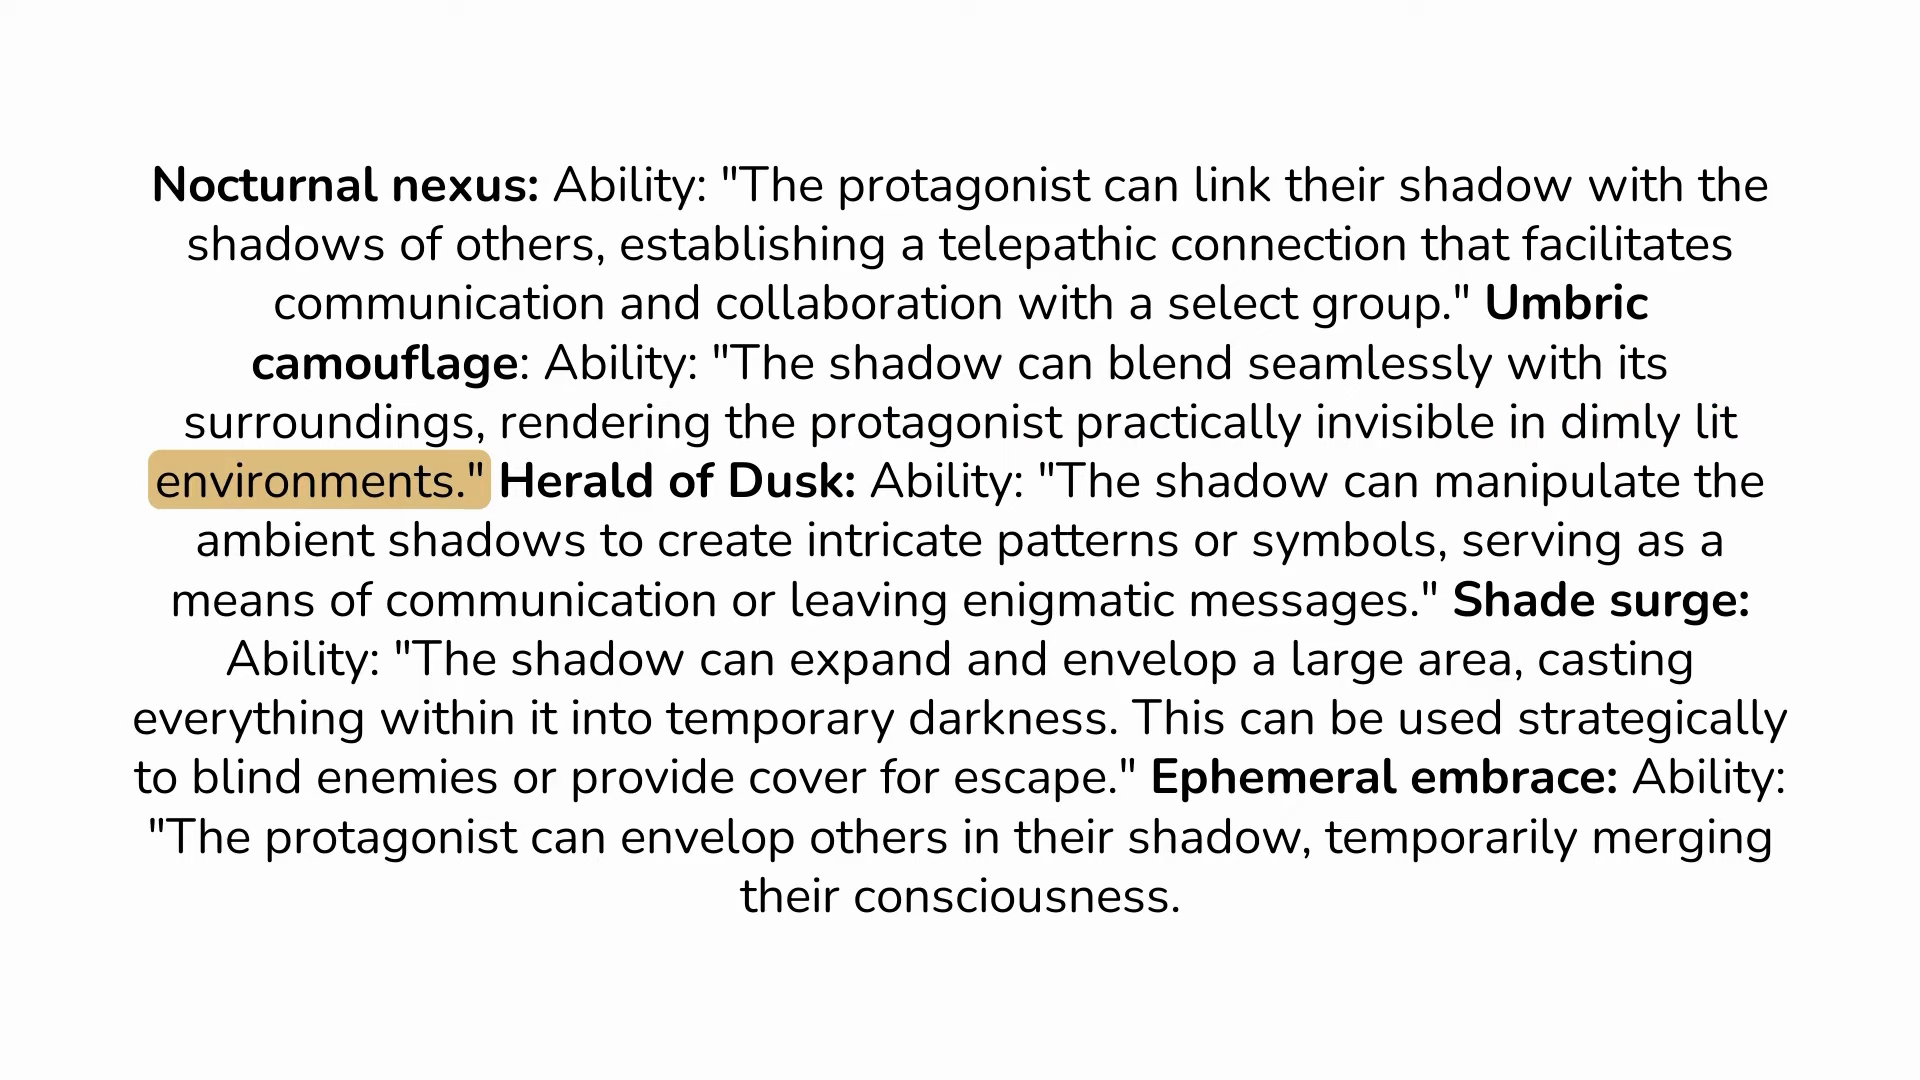 Nocturnal nexus: Ability: "The protagonist can link their shadow with the
shadows of others, establishing a telepathic connection that facilitates
communication and collaboration with a select group." Umbric
camouflage: Ability: "The shadow can blend seamlessly with its
surroundings, rendering the protagonist practically invisible in dimly lit
environments." Herald of Dusk: Ability: "The shadow can manipulate the
ambient shadows to create intricate patterns or symbols, serving as a
means of communication or leaving enigmatic messages." Shade surge:
Ability: "The shadow can expand and envelop a large area, casting
everything within it into temporary darkness. This can be used strategically
to blind enemies or provide cover for escape." Ephemeral embrace: Ability:
"The protagonist can envelop others in their shadow, temporarily merging
their consciousness.